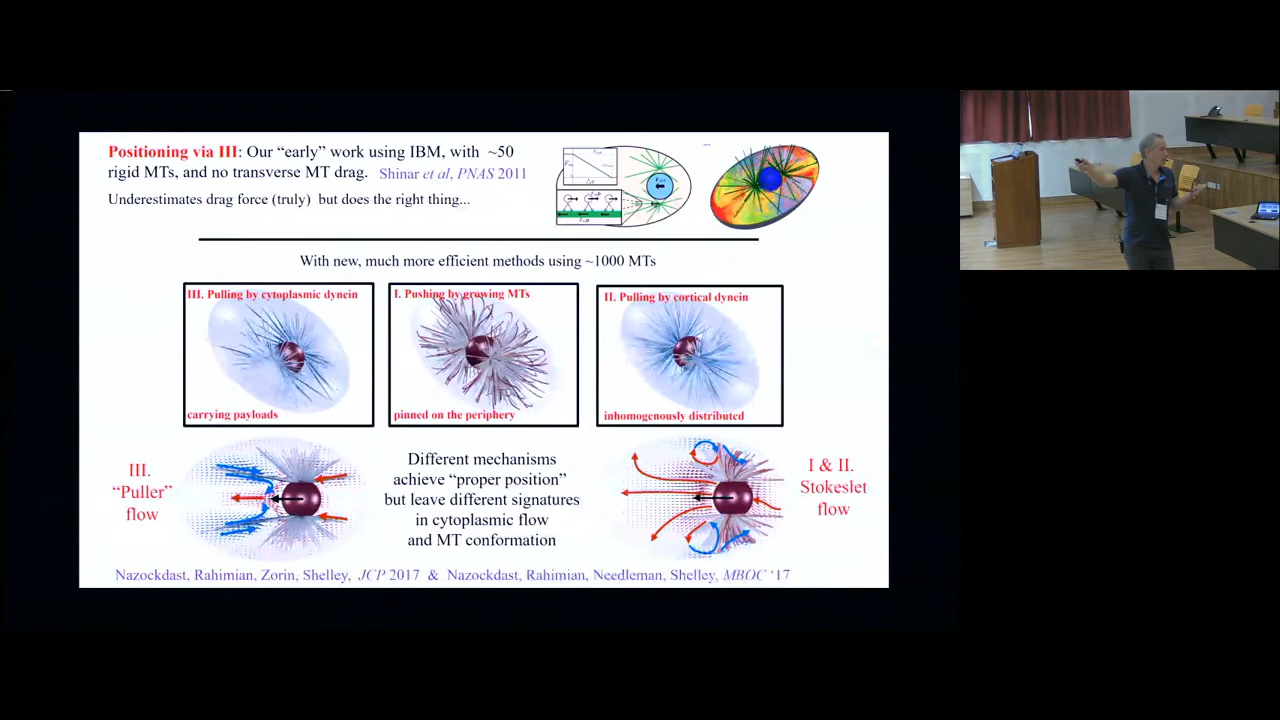 Positioning via III: Our “early” work using IBM, with ~50
rigid MTs, and no transverse MT drag. Shinar et al, PNAS 2011
Underestimates drag force (truly) but does the right thing...
With new, much more efficient methods using ~1000 MTs
III. Pulling by cytoplasmic dynein
carrying payloads
I. Pushing by growing MTs
pinned on the periphery
II. Pulling by cortical dynein
inhomogenously distributed
III.
“Puller”
flow
Different mechanisms
achieve “proper position”
but leave different signatures
in cytoplasmic flow
and MT conformation
I & II.
Stokeslet
flow
Nazockdast, Rahimian, Zorin, Shelley, JCP 2017 & Nazockdast, Rahimian, Needleman, Shelley, MBOC ‘17